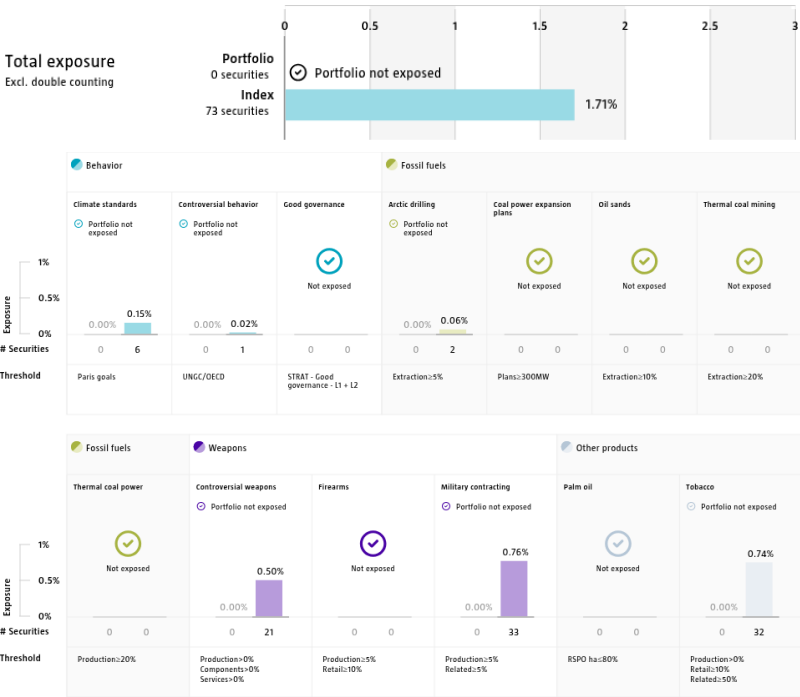 0 0.5 1 1.5 2 2.5 3
Total exposure
Excl. double counting
Portfolio
0 securities
Portfolio not exposed
Index
73 securities
1.71%
Behavior
Fossil fuels
Climate standards
Portfolio not
exposed
Controversial behavior
Portfolio not
exposed
Good governance
Not exposed
Arctic drilling
Portfolio not
exposed
Coal power expansion
plans
Not exposed
Oil sands
Not exposed
Thermal coal mining
Not exposed
Exposure
1%
0.5%
0%
0.00% 0.15%
0.00% 0.02%
0.00% 0.06%
# Securities 0 6 0 1 0 0 0 2 0 0 0 0 0 0
Threshold
Paris goals
UNGC/OECD
STRAT - Good
governance - L1 + L2
Extraction≥5%
Plans≥300MW
Extraction≥10%
Extraction≥20%
Fossil fuels
Weapons
Other products
Thermal coal power
Not exposed
Controversial weapons
Portfolio not exposed
Firearms
Not exposed
Military contracting
Portfolio not exposed
Palm oil
Not exposed
Tobacco
Portfolio not exposed
Exposure
1%
0.5%
0%
0.00% 0.50%
0.00% 0.76%
0.00% 0.74%
# Securities 0 0 0 21 0 0 0 33 0 0 0 32
Threshold
Production≥20%
Production>0%
Components>0%
Services>0%
Production≥5%
Retail≥10%
Production≥5%
Related≥5%
RSPO ha≤80%
Production>0%
Retail≥10%
Related≥50%